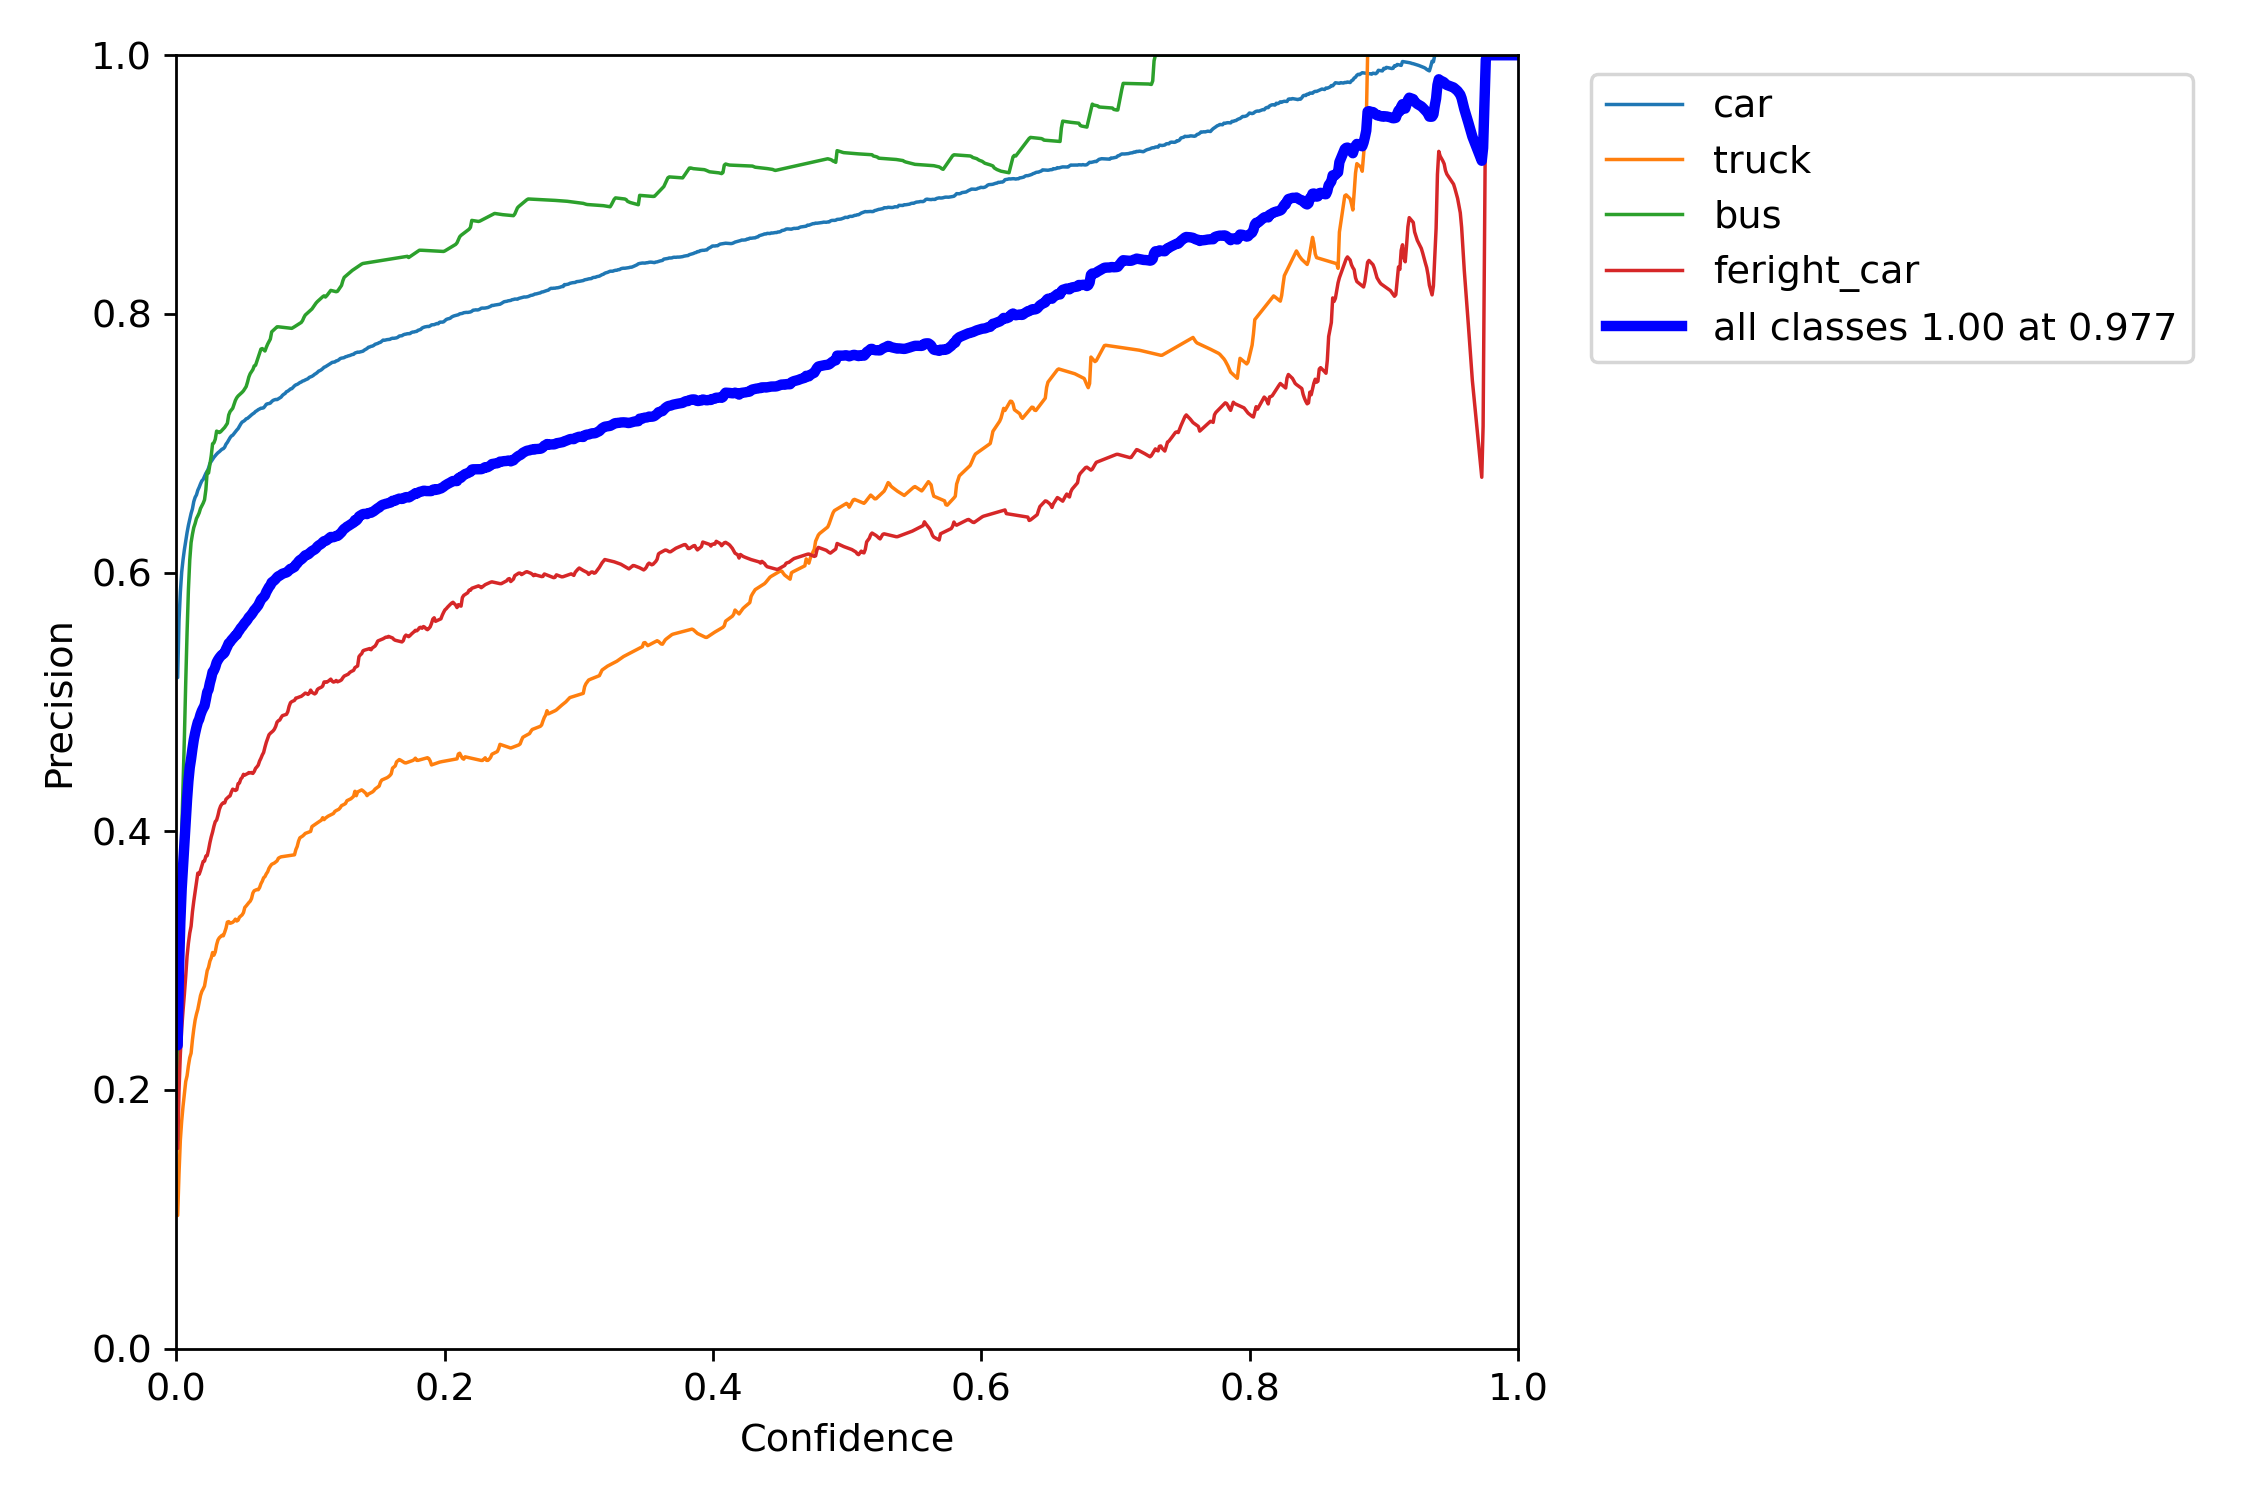 1.0
0.8
0.6
0.4
0.2
0.0
Precision
0.0 0.2 0.4 0.6 0.8 1.0
Confidence
car
truck
bus
feright_car
all classes 1.00 at 0.977